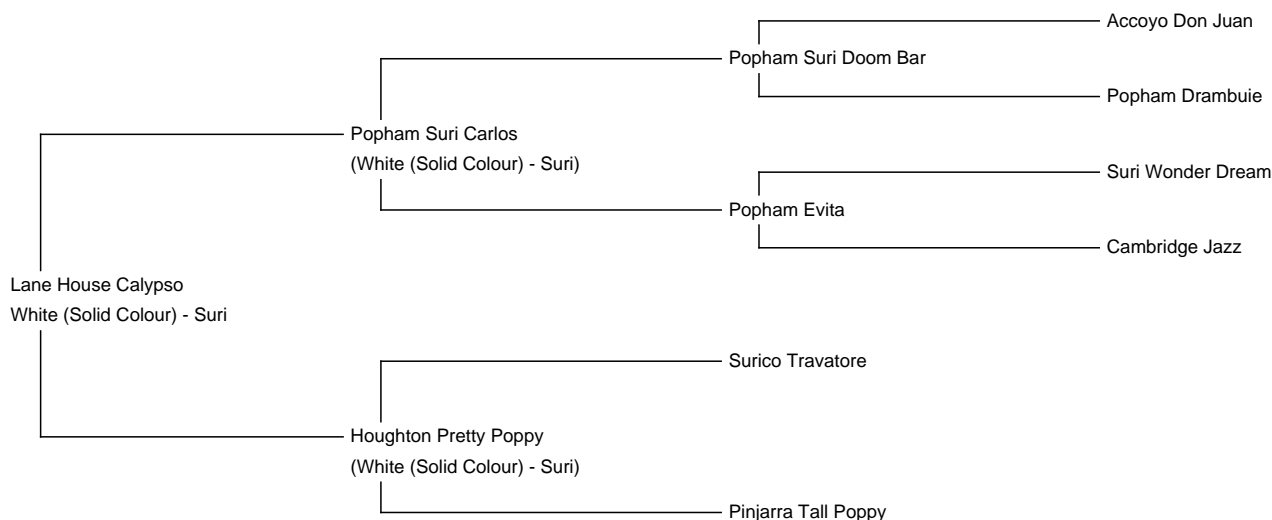 Accoyo Don Juan
Popham Suri Doom Bar
Popham Drambuie
Popham Suri Carlos
(White (Solid Colour) - Suri)
Suri Wonder Dream
Popham Evita
Cambridge Jazz
Lane House Calypso
White (Solid Colour) - Suri
Surico Travatore
Houghton Pretty Poppy
(White (Solid Colour) - Suri)
Pinjarra Tall Poppy